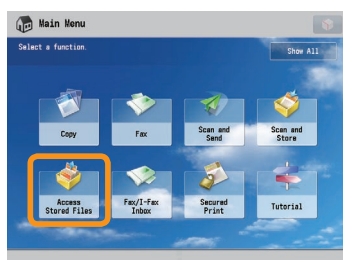 Main Menu
Select a function.
Show All
Copy
Fax
Scan and
Send
Scan and
Store
Access
Stored Files
Fax/I-Fax
Inbox
Secured
Print
Tutorial